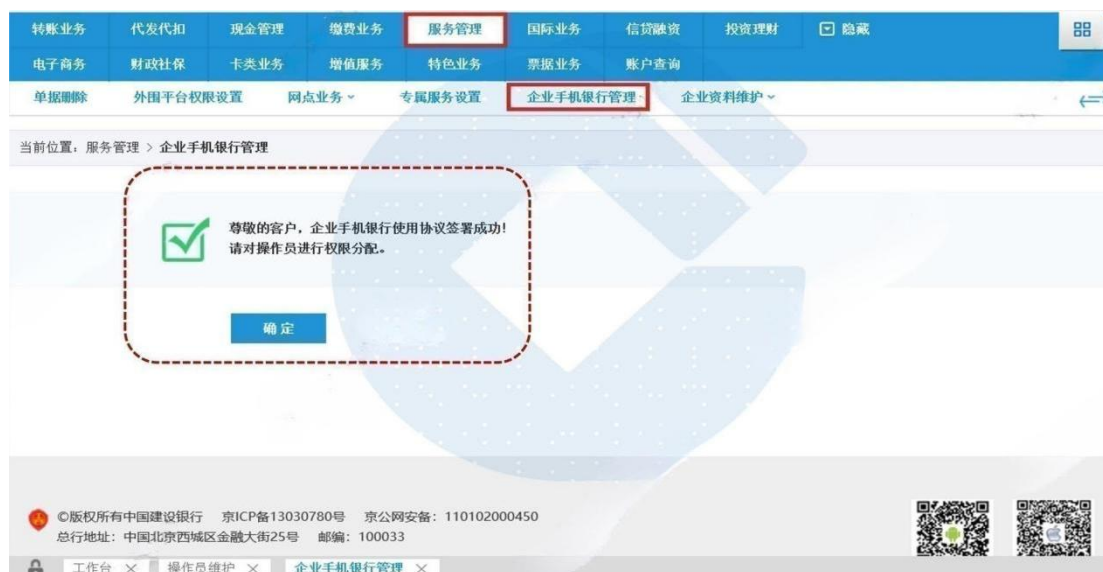 转账业务 代发代扣 现金管理 缴费业务 服务管理 国际业务 信贷融资 投资理财 隐藏
电子商务 财政社保 卡类业务 增值服务 特色业务 票据业务 账户查询
单据删除 外围平台权限设置 网点业务 专属服务设置 企业手机银行管理 企业资料维护
当前位置：服务管理 > 企业手机银行管理
尊敬的客户，企业手机银行使用协议签署成功!
请对操作员进行权限分配。
确定
©版权所有中国建设银行 京ICP备13030780号 京公网安备：110102000450
总行地址：中国北京西城区金融大街25号 邮编：100033
工作台 × 操作员维护 × 企业手机银行管理 ×